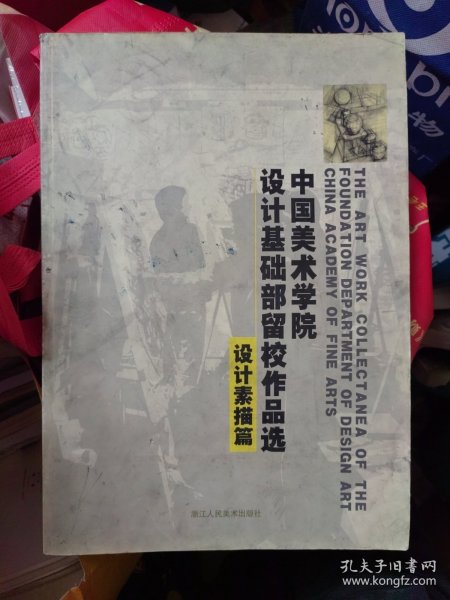 THE ART WORK COLLECTANEA OF THE
FOUNDATION DEPARTMENT OF DESIGN ART
CHINA ACADEMY OF FINE ARTS
中国美术学院
设计基础部留校作品选
设计素描篇
浙江人民美术出版社
物
孔夫子旧书网
www.kongfz.com